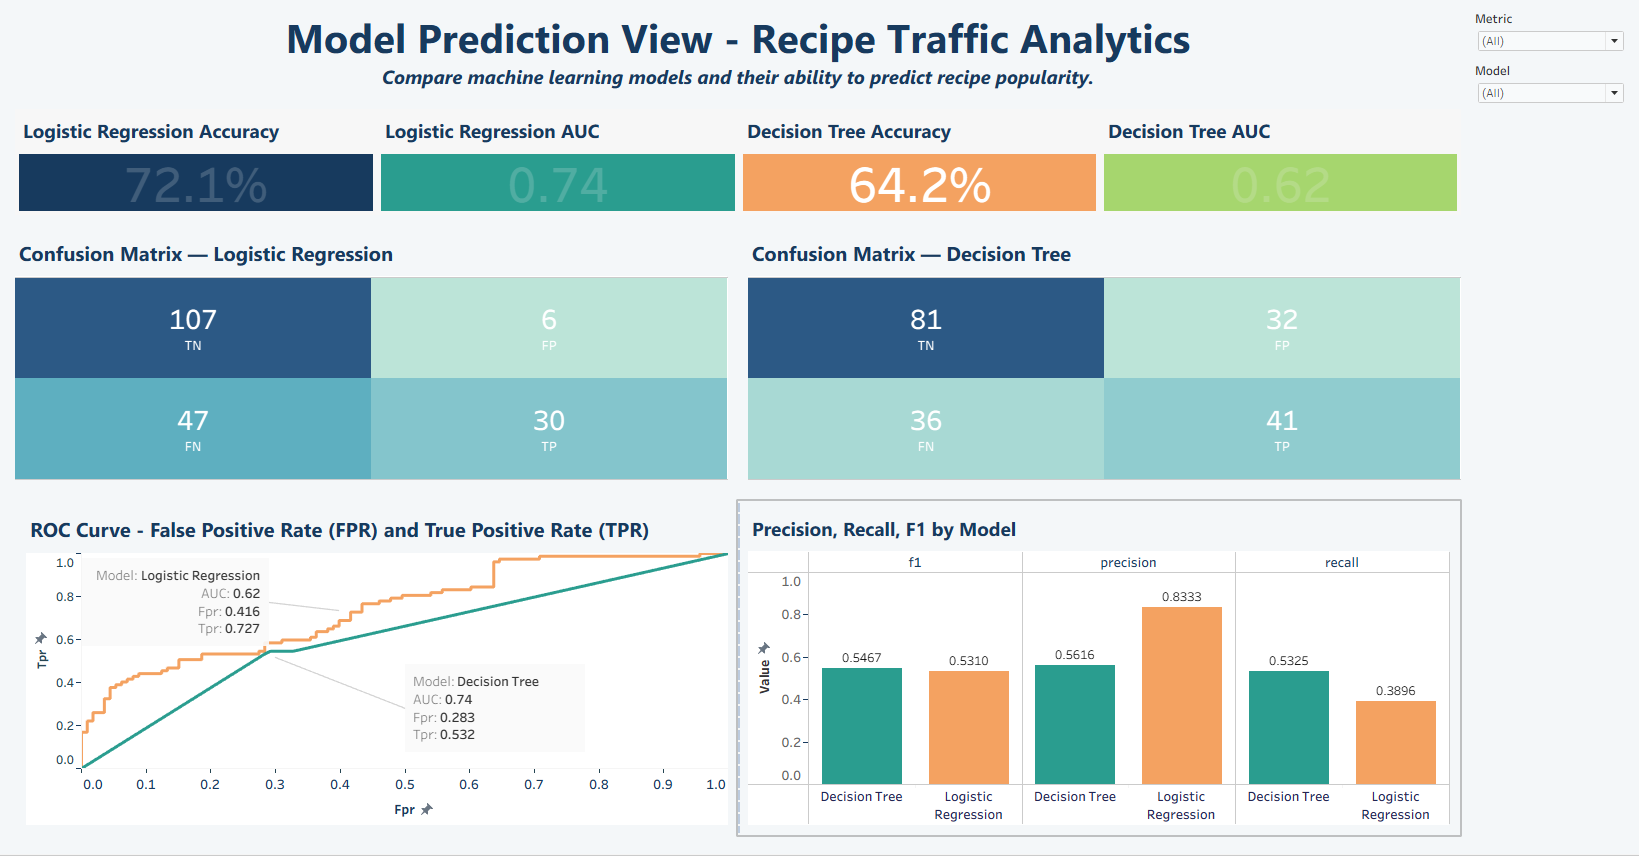 Model Prediction View - Recipe Traffic Analytics
Compare machine learning models and their ability to predict recipe popularity.
Metric
(All)
Model
(All)
Logistic Regression Accuracy
72.1%
Logistic Regression AUC
0.74
Decision Tree Accuracy
64.2%
Decision Tree AUC
0.62
Confusion Matrix — Logistic Regression
107
TN
6
FP
47
FN
30
TP
Confusion Matrix — Decision Tree
81
TN
32
FP
36
FN
41
TP
ROC Curve - False Positive Rate (FPR) and True Positive Rate (TPR)
Tpr
1.0
0.8
0.6
0.4
0.2
0.0
Model: Logistic Regression
AUC: 0.62
Fpr: 0.416
Tpr: 0.727
Model: Decision Tree
AUC: 0.74
Fpr: 0.283
Tpr: 0.532
0.0 0.1 0.2 0.3 0.4 0.5 0.6 0.7 0.8 0.9 1.0
Fpr
Precision, Recall, F1 by Model
f1 precision recall
Value
1.0
0.8
0.6
0.4
0.2
0.0
0.5467
0.5310
0.5616
0.8333
0.5325
0.3896
Decision Tree
Logistic
Regression
Decision Tree
Logistic
Regression
Decision Tree
Logistic
Regression